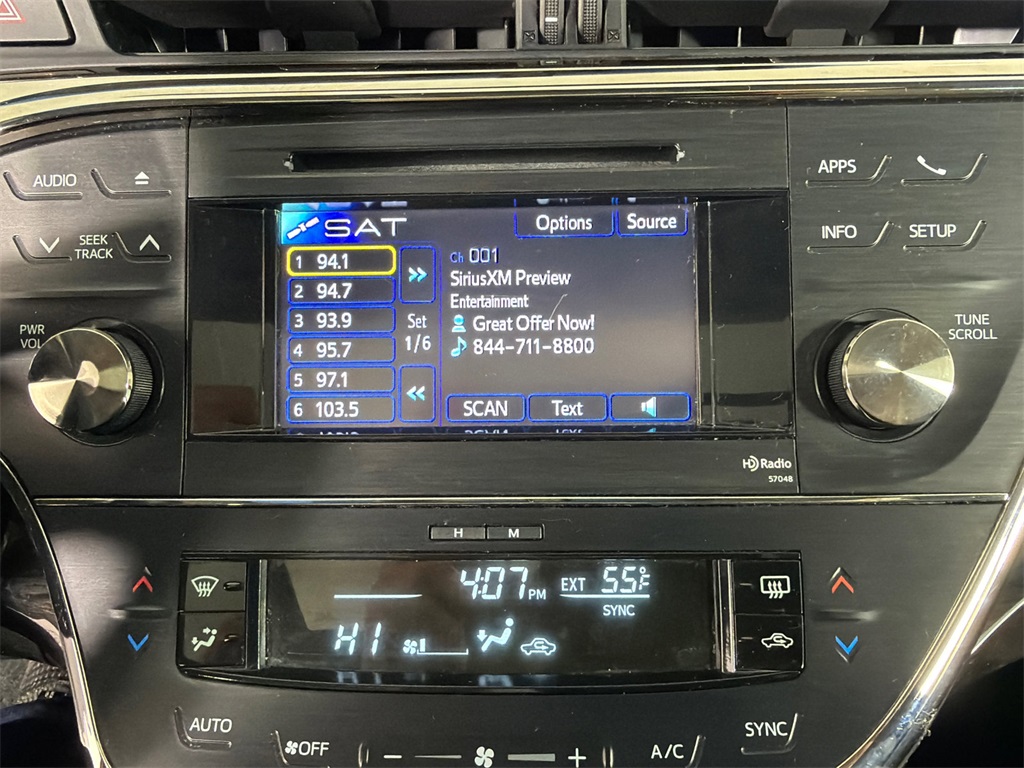 AUDIO
SEEK
TRACK
PWR
VOL
SAT
Options
Source
1 94.1
2 94.7
3 93.9
4 95.7
5 97.1
6 103.5
Set
1/6
Ch 001
SiriusXM Preview
Entertainment
Great Offer Now!
844-711-8800
SCAN
Text
APPS
INFO
SETUP
TUNE
SCROLL
HD Radio
57048
H
M
4:07 PM
EXT 55°F
SYNC
HI
AUTO
OFF
A/C
SYNC